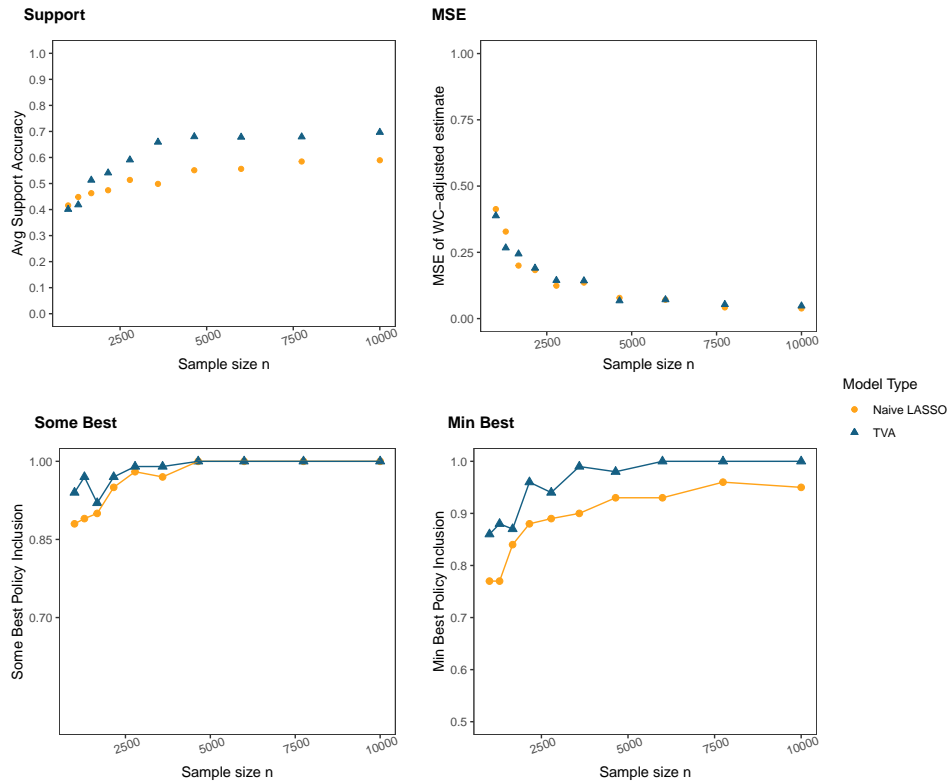 Support
Avg Support Accuracy
1.0
0.9
0.8
0.7
0.6
0.5
0.4
0.3
0.2
0.1
0.0
2500
5000
7500
10000
Sample size n
MSE
MSE of WC−adjusted estimate
1.00
0.75
0.50
0.25
0.00
2500
5000
7500
10000
Sample size n
Some Best
Some Best Policy Inclusion
1.00
0.85
0.70
2500
5000
7500
10000
Sample size n
Min Best
Min Best Policy Inclusion
1.0
0.9
0.8
0.7
0.6
0.5
2500
5000
7500
10000
Sample size n
Model Type
Naive LASSO
TVA